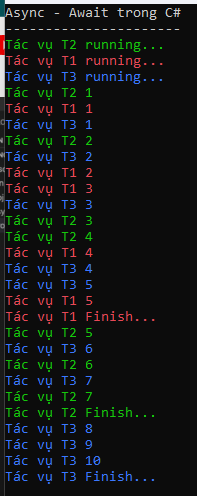 Async - Await trong C#
----------------------
Tác vụ T2 running...
Tác vụ T1 running...
Tác vụ T3 running...
Tác vụ T2 1
Tác vụ T1 1
Tác vụ T3 1
Tác vụ T2 2
Tác vụ T3 2
Tác vụ T1 2
Tác vụ T1 3
Tác vụ T3 3
Tác vụ T2 3
Tác vụ T2 4
Tác vụ T1 4
Tác vụ T3 4
Tác vụ T3 5
Tác vụ T1 5
Tác vụ T1 Finish...
Tác vụ T2 5
Tác vụ T3 6
Tác vụ T2 6
Tác vụ T3 7
Tác vụ T2 7
Tác vụ T2 Finish...
Tác vụ T3 8
Tác vụ T3 9
Tác vụ T3 10
Tác vụ T3 Finish...